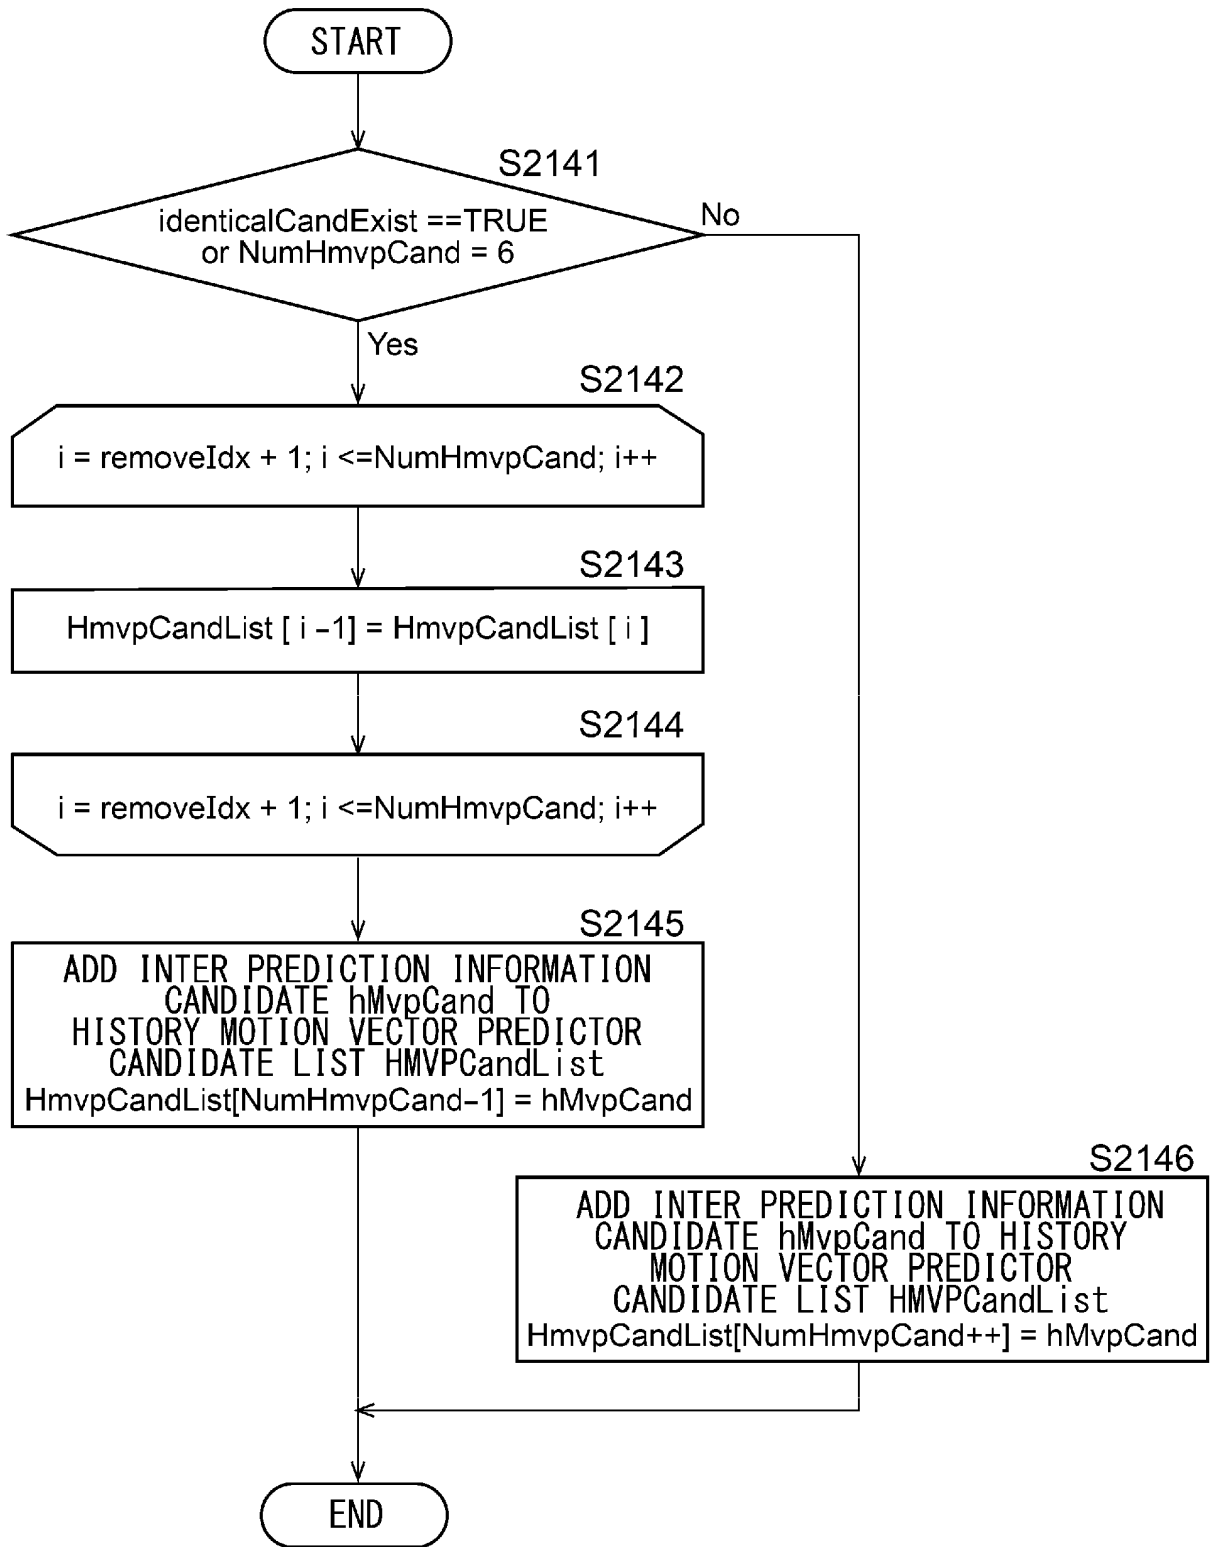 START
S2141
identicalCandExist ==TRUE
or NumHmvpCand = 6
No
Yes
S2142
i = removeIdx + 1; i <=NumHmvpCand; i++
S2143
HmvpCandList [ i −1] = HmvpCandList [ i ]
S2144
i = removeIdx + 1; i <=NumHmvpCand; i++
S2145
ADD INTER PREDICTION INFORMATION
CANDIDATE hMvpCand TO
HISTORY MOTION VECTOR PREDICTOR
CANDIDATE LIST HMVPCandList
HmvpCandList[NumHmvpCand−1] = hMvpCand
S2146
ADD INTER PREDICTION INFORMATION
CANDIDATE hMvpCand TO HISTORY
MOTION VECTOR PREDICTOR
CANDIDATE LIST HMVPCandList
HmvpCandList[NumHmvpCand++] = hMvpCand
END